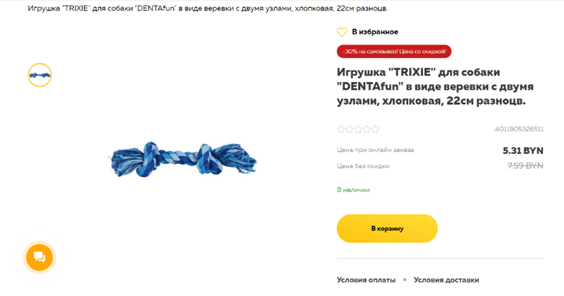 Игрушка "TRIXIE" для собаки "DENTAfun" в виде веревки с двумя узлами, хлопковая, 22см разноцв.
В избранное
-30% на самовывоз! Цена со скидкой!
Игрушка "TRIXIE" для собаки
"DENTAfun" в виде веревки с двумя
узлами, хлопковая, 22см разноцв.
4011905326511
Цена при онлайн заказе 5.31 BYN
Цена без скидки 7.59 BYN
В наличии
В корзину
Условия оплаты • Условия доставки